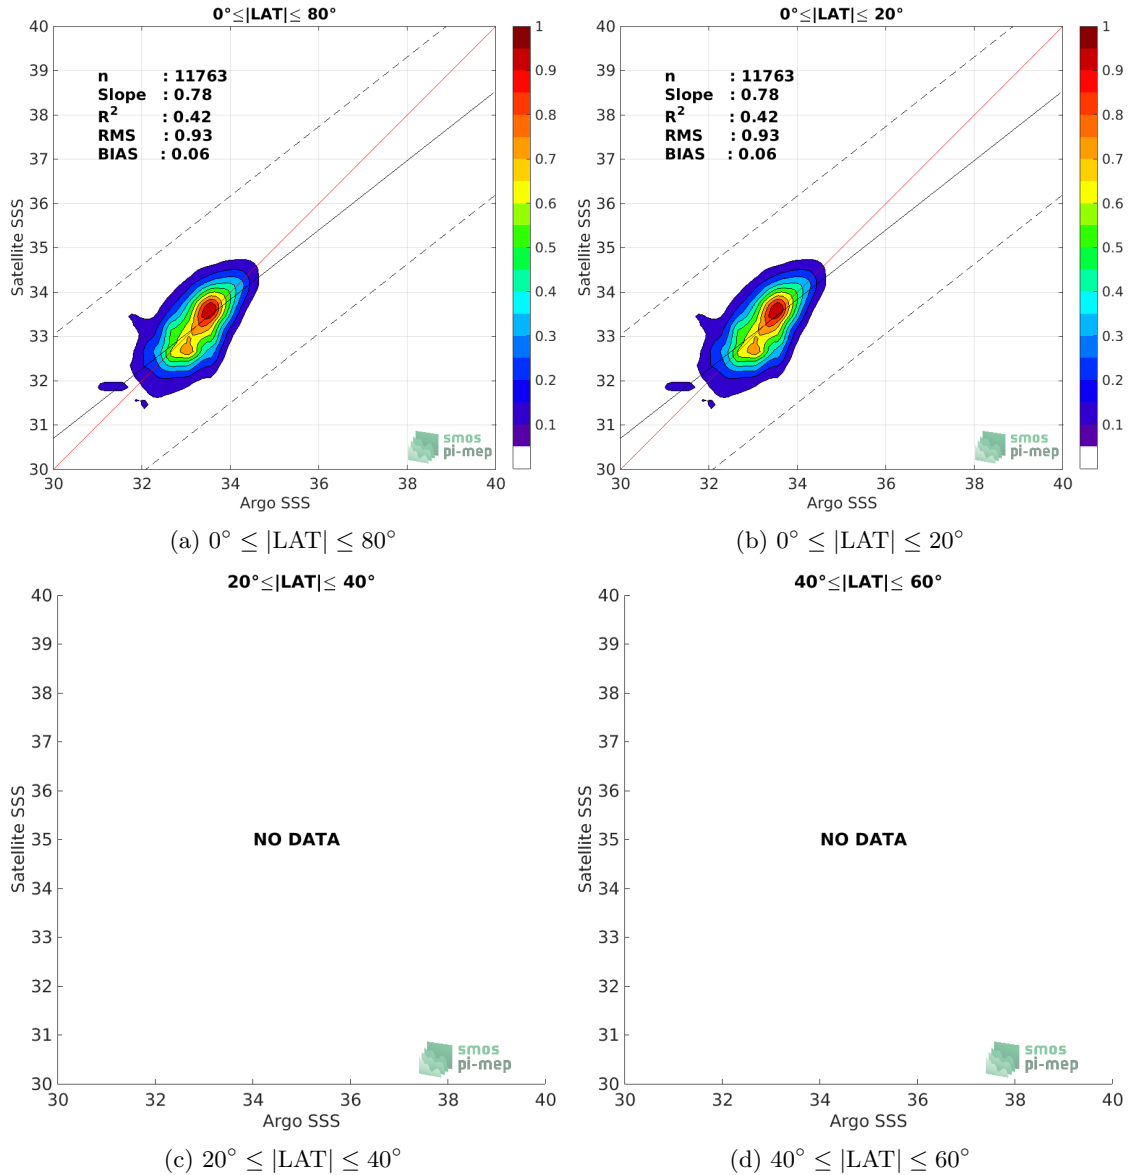 0°≤|LAT|≤ 80°
40
39
38
37
36
35
34
33
32
31
30
Satellite SSS
n : 11763
Slope : 0.78
R² : 0.42
RMS : 0.93
BIAS : 0.06
smos
pi-mep
30 32 34 36 38 40
Argo SSS
1
0.9
0.8
0.7
0.6
0.5
0.4
0.3
0.2
0.1
(a) 0° ≤ |LAT| ≤ 80°
0°≤|LAT|≤ 20°
40
39
38
37
36
35
34
33
32
31
30
Satellite SSS
n : 11763
Slope : 0.78
R² : 0.42
RMS : 0.93
BIAS : 0.06
smos
pi-mep
30 32 34 36 38 40
Argo SSS
1
0.9
0.8
0.7
0.6
0.5
0.4
0.3
0.2
0.1
(b) 0° ≤ |LAT| ≤ 20°
20°≤|LAT|≤ 40°
40
39
38
37
36
35
34
33
32
31
30
Satellite SSS
NO DATA
smos
pi-mep
30 32 34 36 38 40
Argo SSS
(c) 20° ≤ |LAT| ≤ 40°
40°≤|LAT|≤ 60°
40
39
38
37
36
35
34
33
32
31
30
Satellite SSS
NO DATA
smos
pi-mep
30 32 34 36 38 40
Argo SSS
(d) 40° ≤ |LAT| ≤ 60°